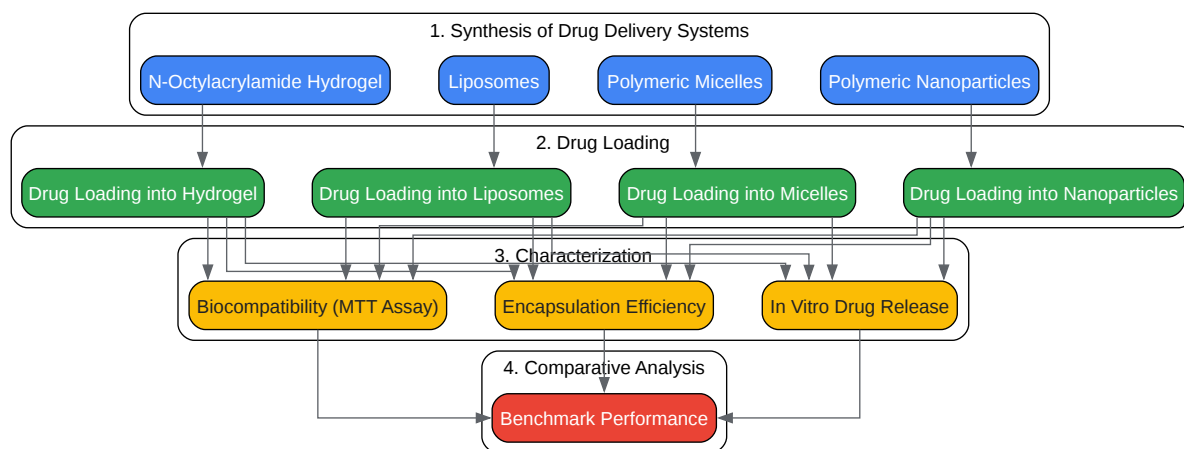 1. Synthesis of Drug Delivery Systems
N-Octylacrylamide Hydrogel
Liposomes
Polymeric Micelles
Polymeric Nanoparticles
2. Drug Loading
Drug Loading into Hydrogel
Drug Loading into Liposomes
Drug Loading into Micelles
Drug Loading into Nanoparticles
3. Characterization
Biocompatibility (MTT Assay)
Encapsulation Efficiency
In Vitro Drug Release
4. Comparative Analysis
Benchmark Performance